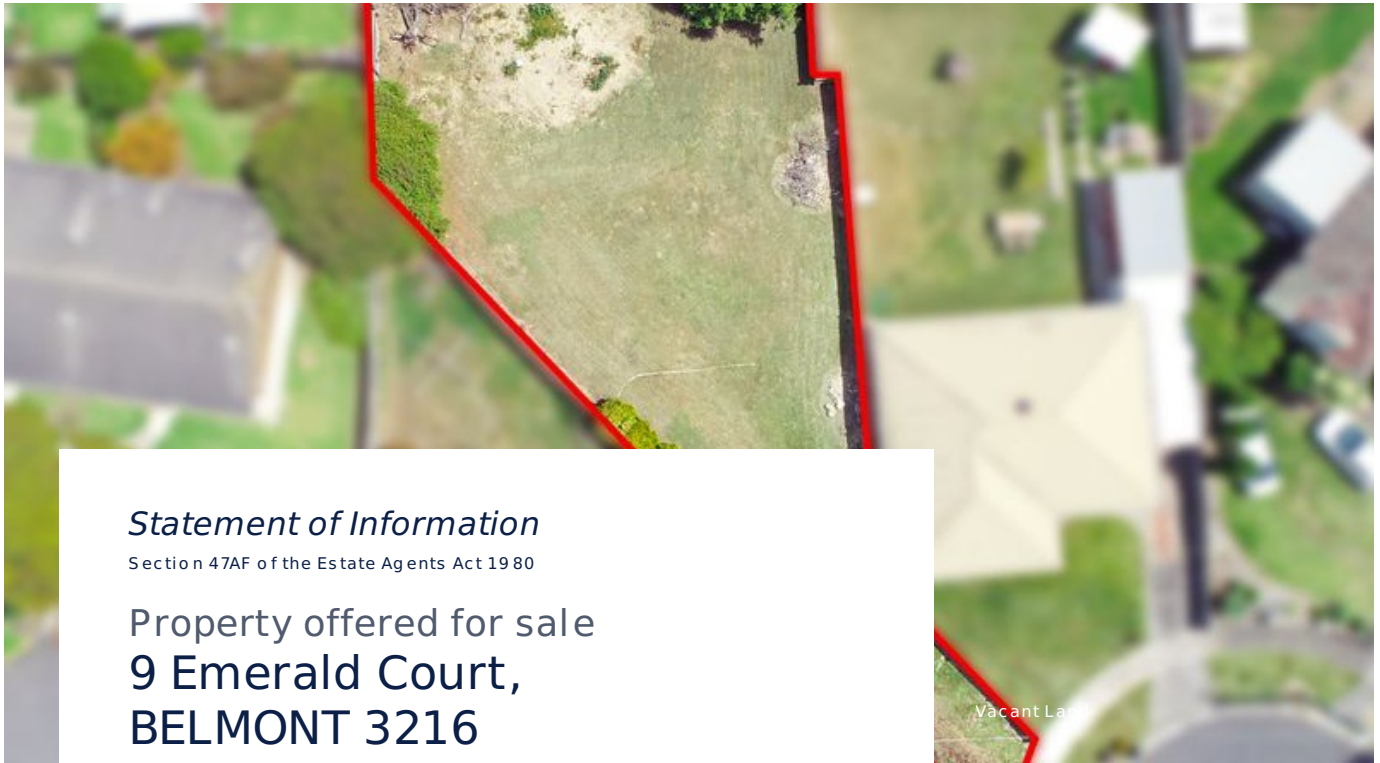 Statement of Information
Section 47AF of the Estate Agents Act 1980
Property offered for sale
9 Emerald Court,
BELMONT 3216
Vacant Land